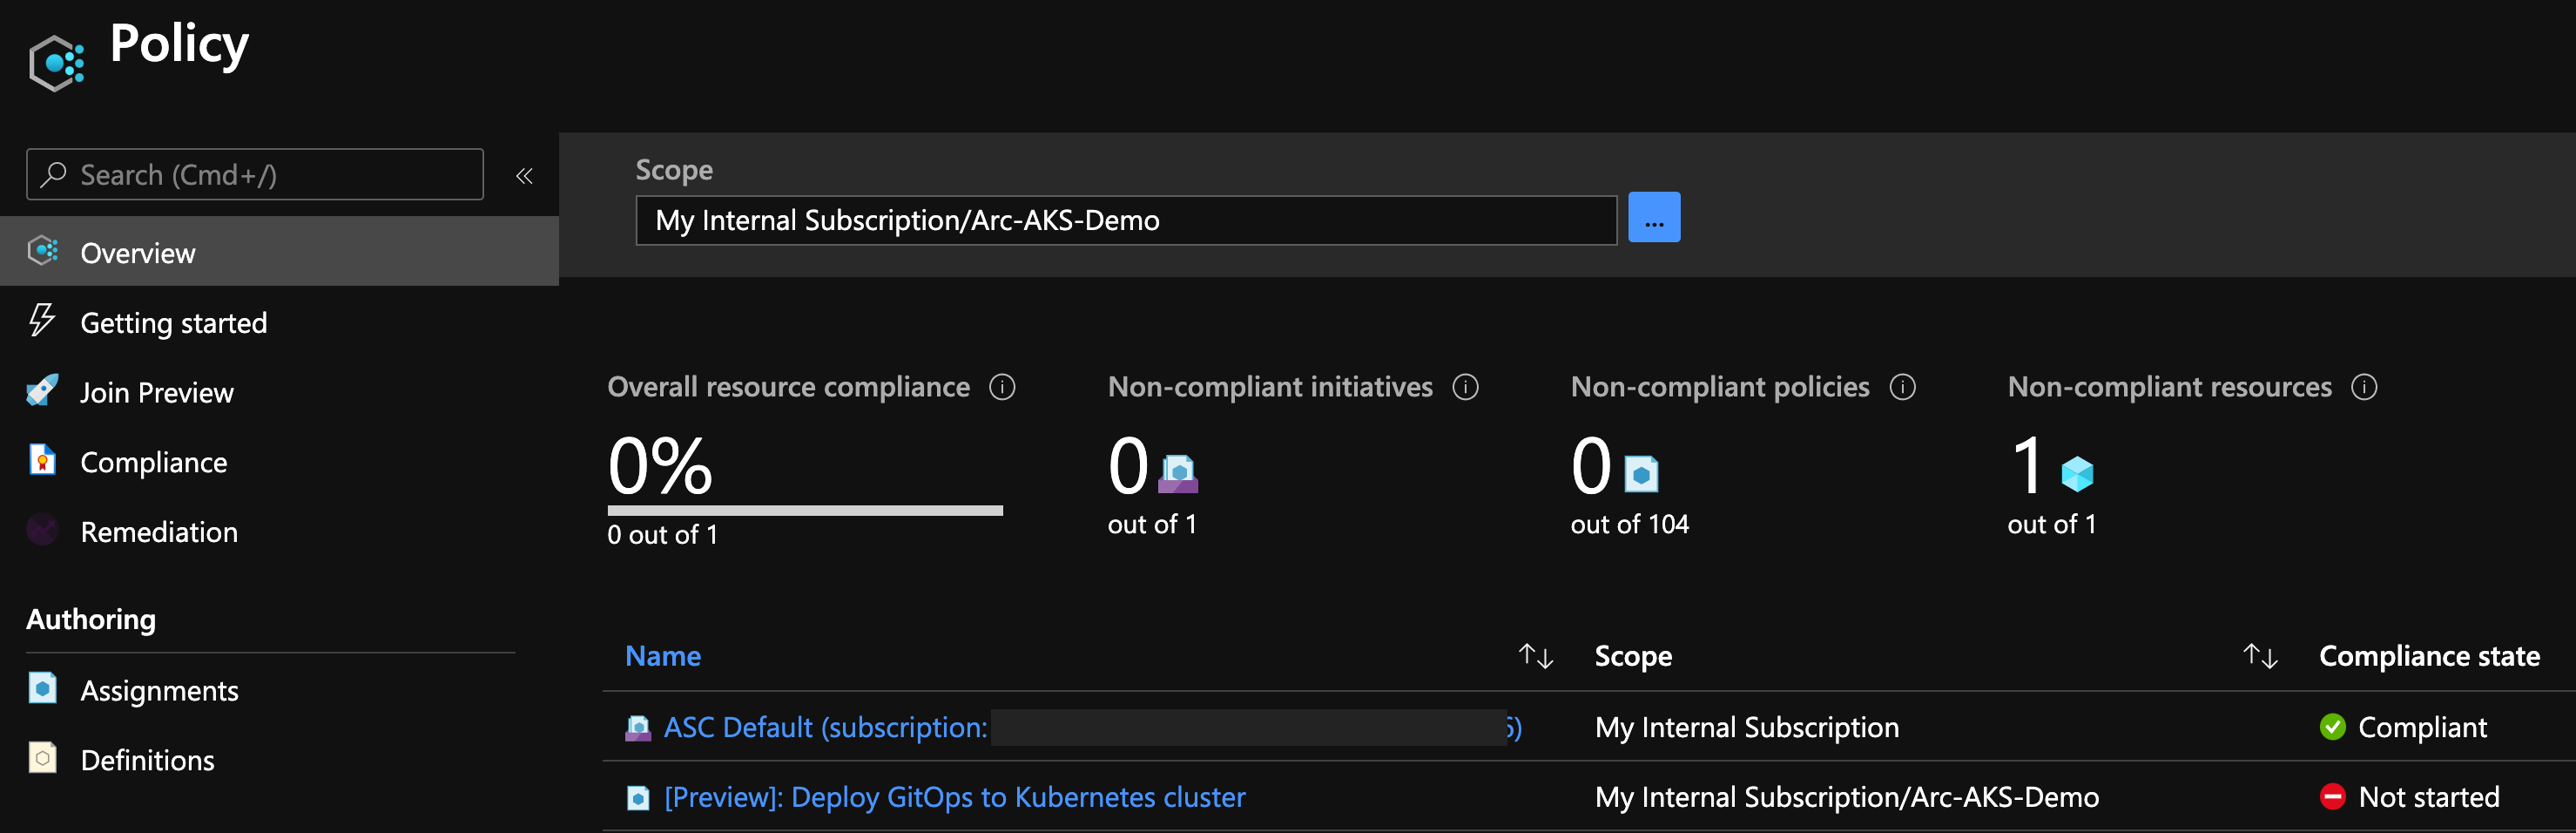 Policy
Search (Cmd+/)
Overview
Getting started
Join Preview
Compliance
Remediation
Authoring
Assignments
Definitions
Scope
My Internal Subscription/Arc-AKS-Demo
...
Overall resource compliance
0%
0 out of 1
Non-compliant initiatives
0
out of 1
Non-compliant policies
0
out of 104
Non-compliant resources
1
out of 1
Name Scope Compliance state
ASC Default (subscription: ) My Internal Subscription Compliant
[Preview]: Deploy GitOps to Kubernetes cluster My Internal Subscription/Arc-AKS-Demo Not started